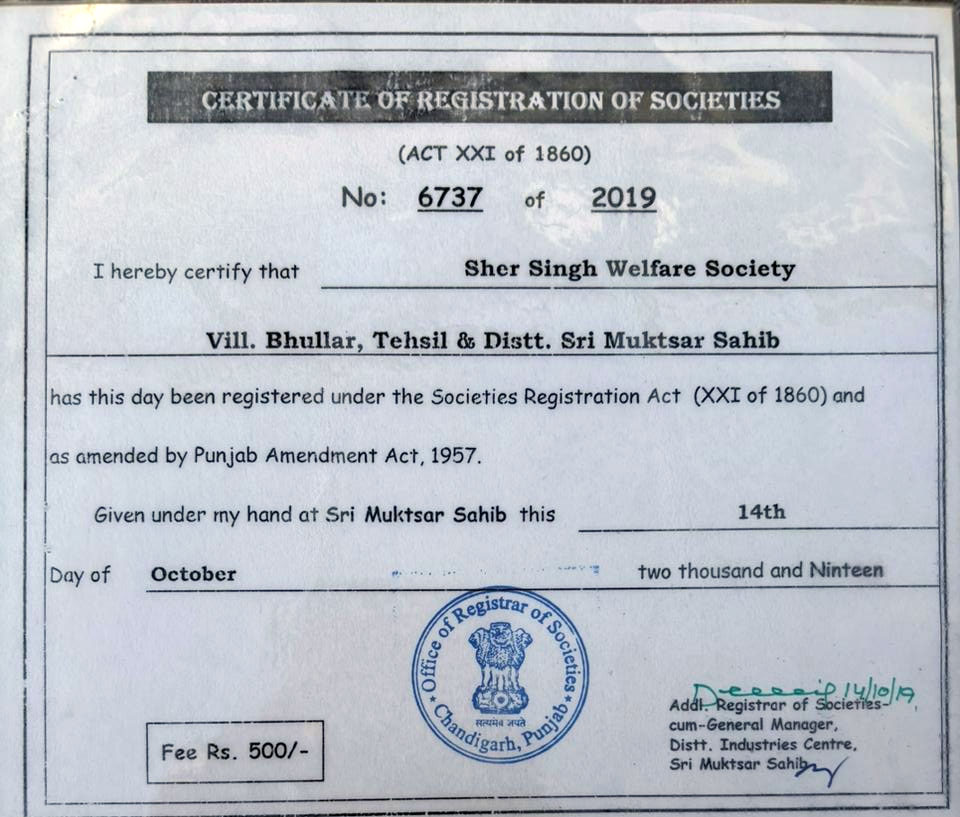 CERTIFICATE OF REGISTRATION OF SOCIETIES
(ACT XXI of 1860)
No: 6737 of 2019
I hereby certify that Sher Singh Welfare Society
Vill. Bhullar, Tehsil & Distt. Sri Muktsar Sahib
has this day been registered under the Societies Registration Act (XXI of 1860) and
as amended by Punjab Amendment Act, 1957.
Given under my hand at Sri Muktsar Sahib this 14th
Day of October two thousand and Ninteen
Office of Registrar of Societies
सत्यमेव जयते
Chandigarh, Punjab
14/10/19
Addl. Registrar of Societies-
cum-General Manager,
Distt. Industries Centre,
Sri Muktsar Sahib
Fee Rs. 500/-